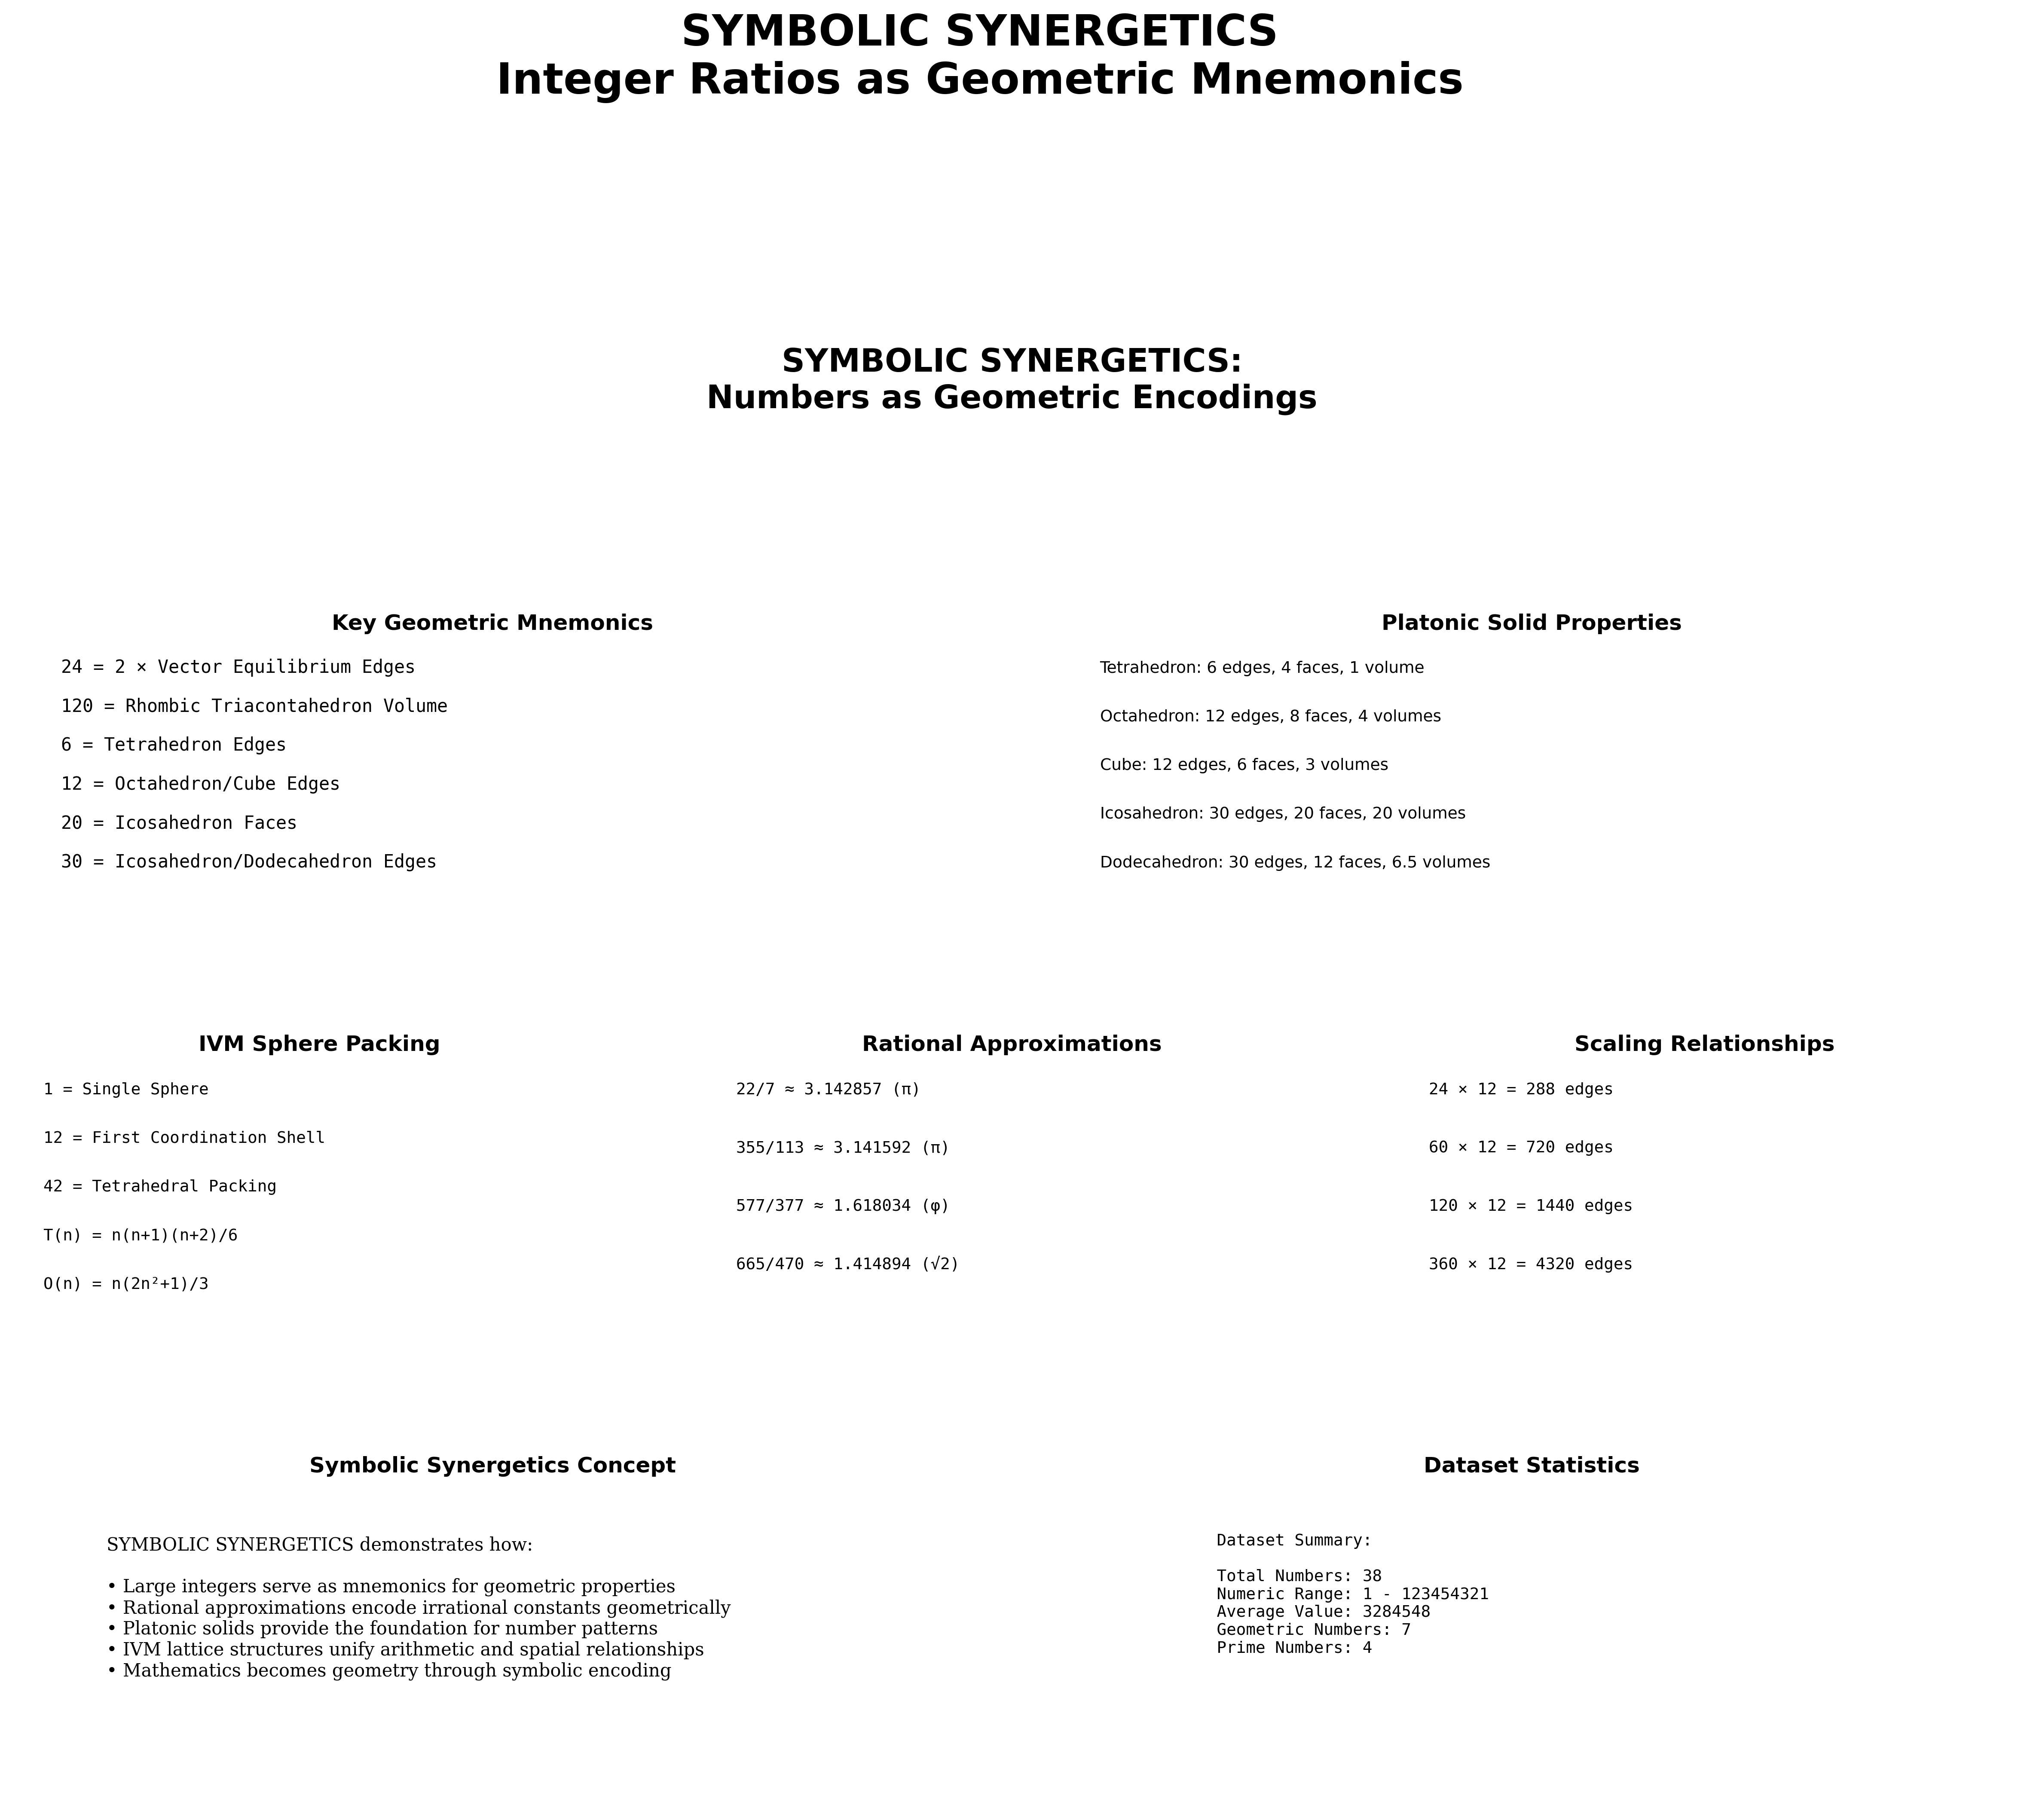 SYMBOLIC SYNERGETICS
Integer Ratios as Geometric Mnemonics
SYMBOLIC SYNERGETICS:
Numbers as Geometric Encodings
Key Geometric Mnemonics
24 = 2 × Vector Equilibrium Edges
120 = Rhombic Triacontahedron Volume
6 = Tetrahedron Edges
12 = Octahedron/Cube Edges
20 = Icosahedron Faces
30 = Icosahedron/Dodecahedron Edges
Platonic Solid Properties
Tetrahedron: 6 edges, 4 faces, 1 volume
Octahedron: 12 edges, 8 faces, 4 volumes
Cube: 12 edges, 6 faces, 3 volumes
Icosahedron: 30 edges, 20 faces, 20 volumes
Dodecahedron: 30 edges, 12 faces, 6.5 volumes
IVM Sphere Packing
1 = Single Sphere
12 = First Coordination Shell
42 = Tetrahedral Packing
T(n) = n(n+1)(n+2)/6
O(n) = n(2n²+1)/3
Rational Approximations
22/7 ≈ 3.142857 (π)
355/113 ≈ 3.141592 (π)
577/377 ≈ 1.618034 (φ)
665/470 ≈ 1.414894 (√2)
Scaling Relationships
24 × 12 = 288 edges
60 × 12 = 720 edges
120 × 12 = 1440 edges
360 × 12 = 4320 edges
Symbolic Synergetics Concept
SYMBOLIC SYNERGETICS demonstrates how:
• Large integers serve as mnemonics for geometric properties
• Rational approximations encode irrational constants geometrically
• Platonic solids provide the foundation for number patterns
• IVM lattice structures unify arithmetic and spatial relationships
• Mathematics becomes geometry through symbolic encoding
Dataset Statistics
Dataset Summary:
Total Numbers: 38
Numeric Range: 1 - 123454321
Average Value: 3284548
Geometric Numbers: 7
Prime Numbers: 4